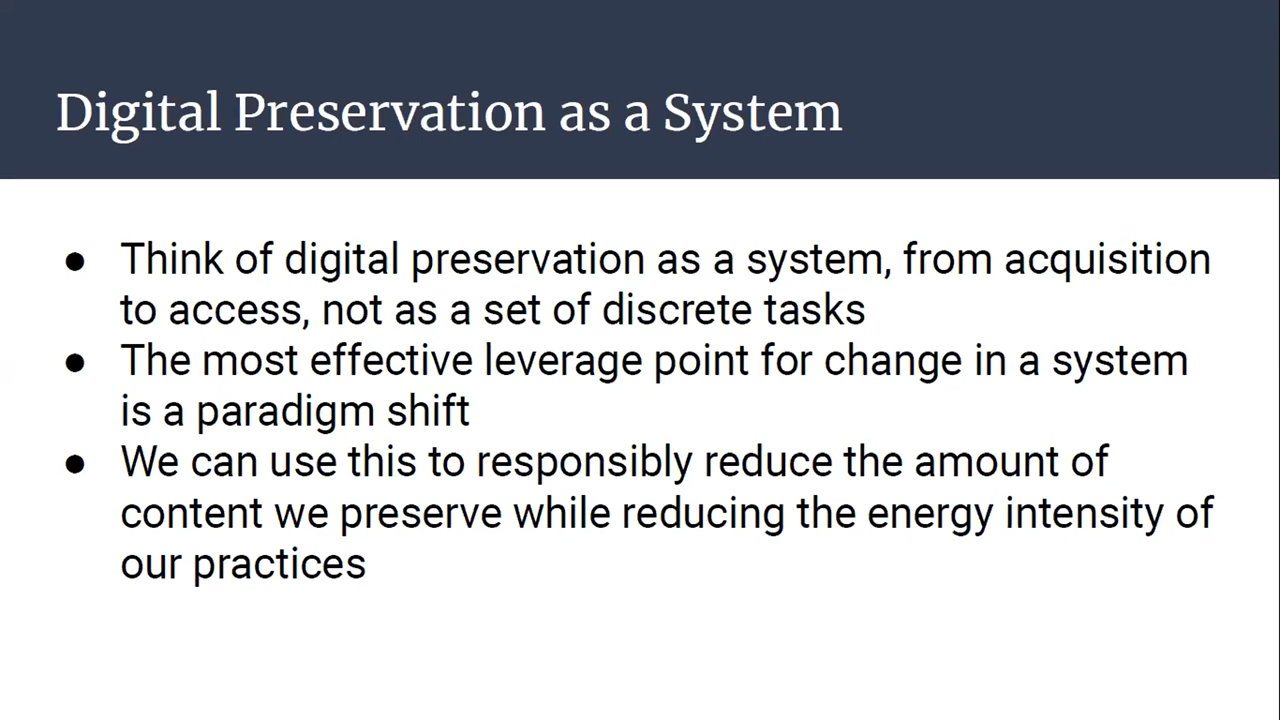 Digital Preservation as a System
● Think of digital preservation as a system, from acquisition
to access, not as a set of discrete tasks
● The most effective leverage point for change in a system
is a paradigm shift
● We can use this to responsibly reduce the amount of
content we preserve while reducing the energy intensity of
our practices